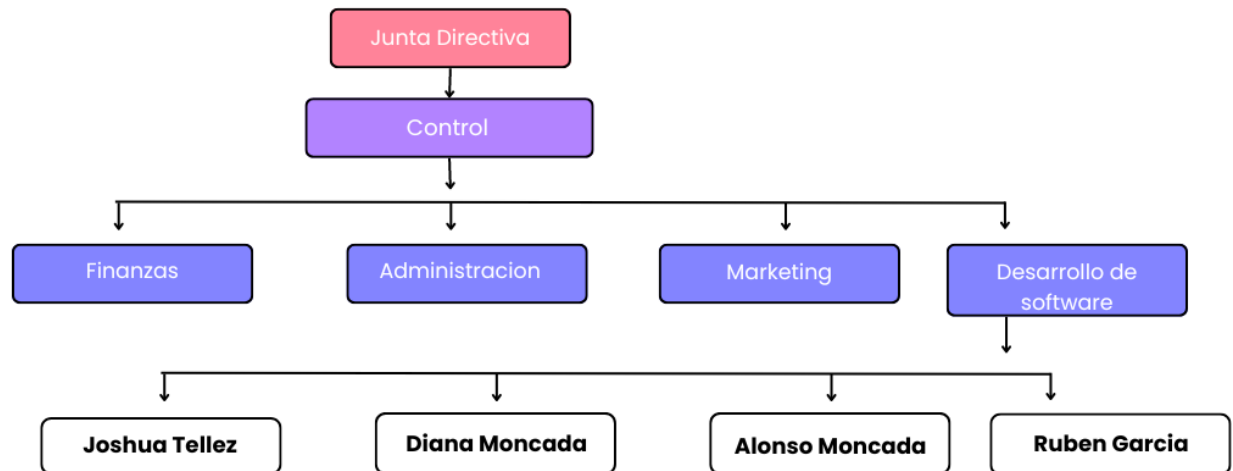 Junta Directiva
Control
Finanzas
Administracion
Marketing
Desarrollo de
software
Joshua Tellez
Diana Moncada
Alonso Moncada
Ruben Garcia